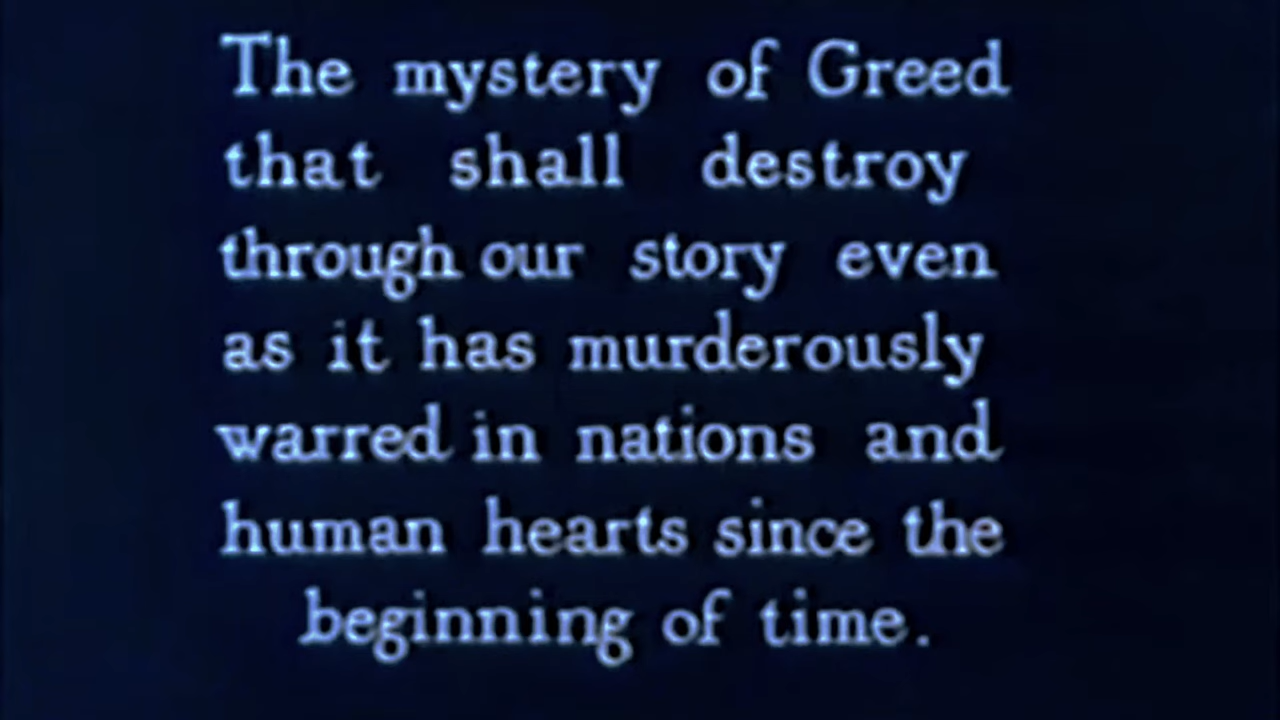 The mystery of Greed
that shall destroy
through our story even
as it has murderously
warred in nations and
human hearts since the
beginning of time.